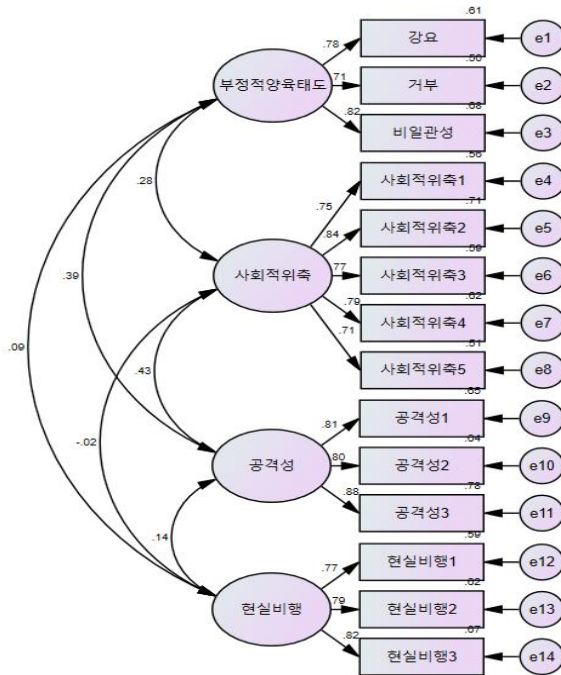 .61
.78 강요 e1
.50
부정적양육태도 .71 거부 e2
.68
.82 비일관성 e3
.56
사회적위축1 e4
.28 .75 .71
.84 사회적위축2 e5
.59
사회적위축 .77 사회적위축3 e6
.39 .62
.79 사회적위축4 e7
.09 .71 .51
.43 사회적위축5 e8
.65
.81 공격성1 e9
-.02 .64
공격성 .80 공격성2 e10
.78
.88 공격성3 e11
.14 .59
.77 현실비행1 e12
.62
현실비행 .79 현실비행2 e13
.67
.82 현실비행3 e14